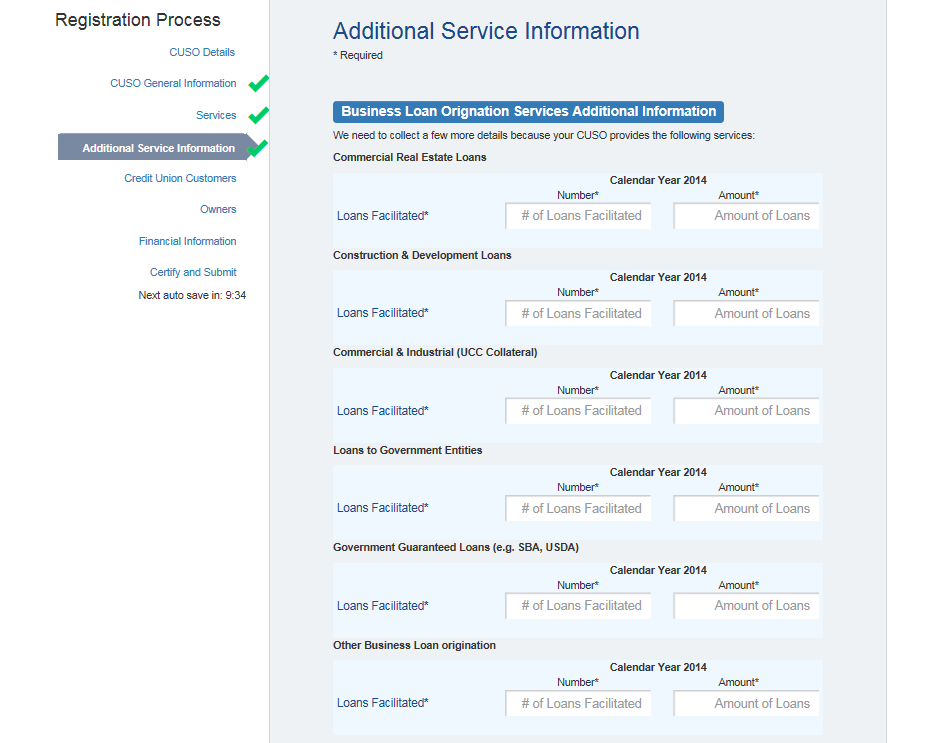 Registration Process
CUSO Details
CUSO General Information
Services
Additional Service Information
Credit Union Customers
Owners
Financial Information
Certify and Submit
Next auto save in: 9:34
Additional Service Information
* Required
Business Loan Orignation Services Additional Information
We need to collect a few more details because your CUSO provides the following services:
Commercial Real Estate Loans
Calendar Year 2014
Number* Amount*
Loans Facilitated* # of Loans Facilitated Amount of Loans
Construction & Development Loans
Calendar Year 2014
Number* Amount*
Loans Facilitated* # of Loans Facilitated Amount of Loans
Commercial & Industrial (UCC Collateral)
Calendar Year 2014
Number* Amount*
Loans Facilitated* # of Loans Facilitated Amount of Loans
Loans to Government Entities
Calendar Year 2014
Number* Amount*
Loans Facilitated* # of Loans Facilitated Amount of Loans
Government Guaranteed Loans (e.g. SBA, USDA)
Calendar Year 2014
Number* Amount*
Loans Facilitated* # of Loans Facilitated Amount of Loans
Other Business Loan origination
Calendar Year 2014
Number* Amount*
Loans Facilitated* # of Loans Facilitated Amount of Loans